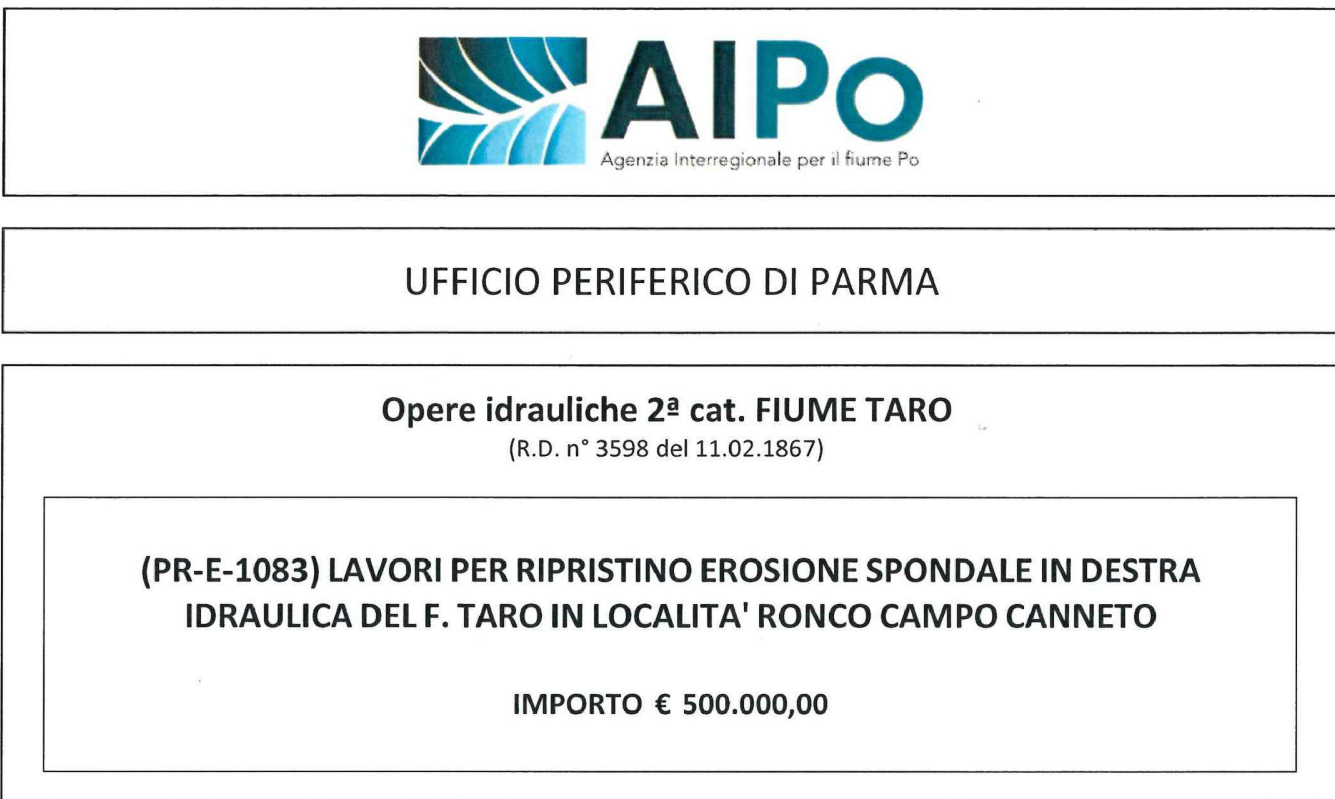 AIPo
Agenzia Interregionale per il fiume Po
UFFICIO PERIFERICO DI PARMA
Opere idrauliche 2ª cat. FIUME TARO
(R.D. n° 3598 del 11.02.1867)
(PR-E-1083) LAVORI PER RIPRISTINO EROSIONE SPONDALE IN DESTRA
IDRAULICA DEL F. TARO IN LOCALITA' RONCO CAMPO CANNETO
IMPORTO € 500.000,00